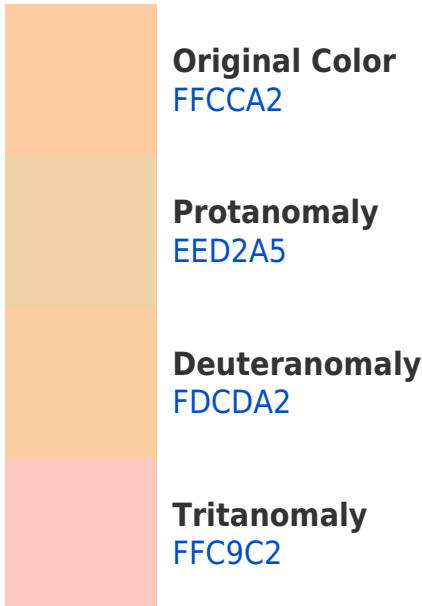 Original Color
FFCCA2
Protanomaly
EED2A5
Deuteranomaly
FDCDA2
Tritanomaly
FFC9C2